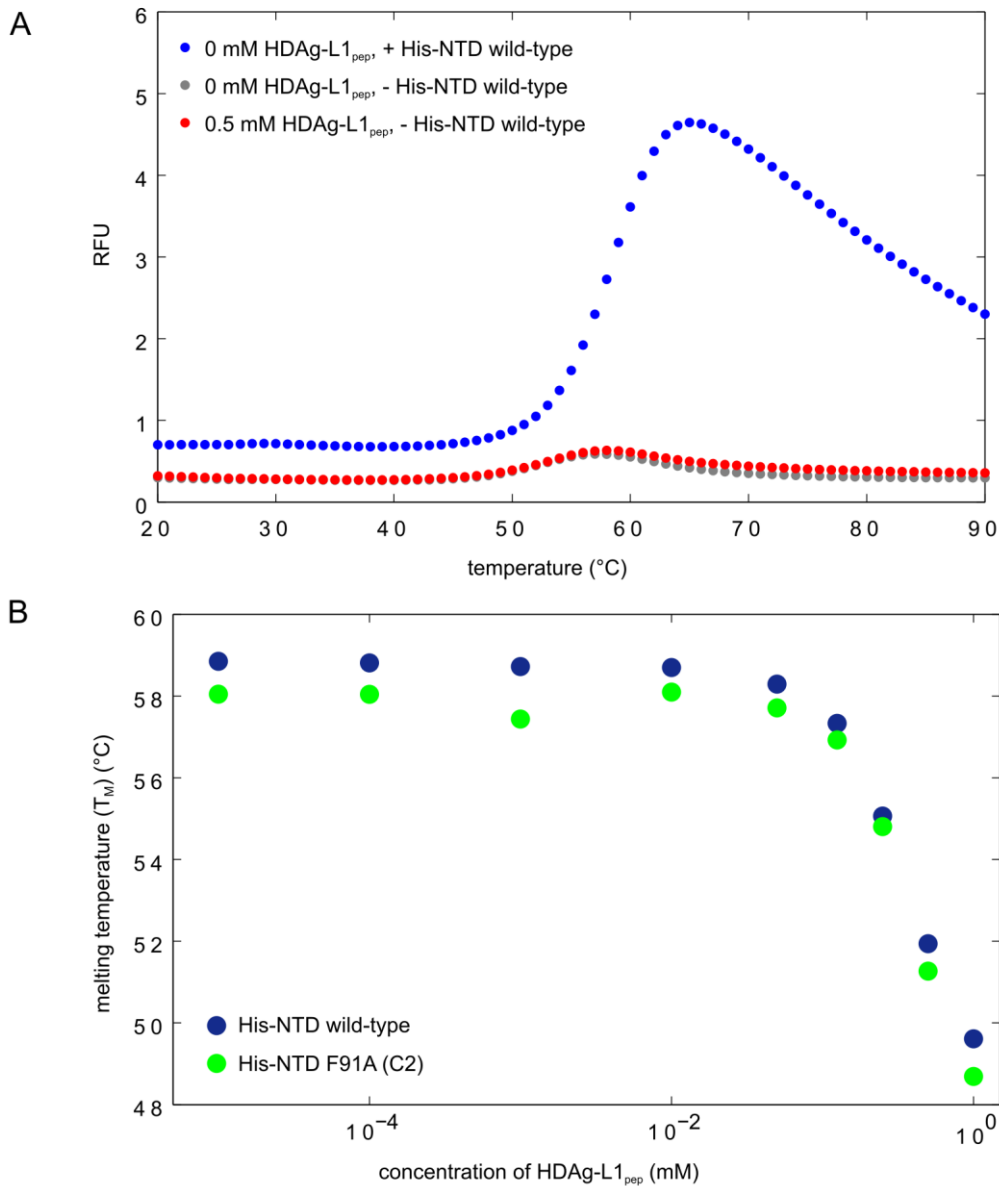 A
6
5
4
3
2
1
0
RFU
0 mM HDAg-L1pep, + His-NTD wild-type
0 mM HDAg-L1pep, - His-NTD wild-type
0.5 mM HDAg-L1pep, - His-NTD wild-type
20 30 40 50 60 70 80 90
temperature (°C)
B
60
58
56
54
52
50
48
melting temperature (TM) (°C)
His-NTD wild-type
His-NTD F91A (C2)
10−4 10−2 100
concentration of HDAg-L1pep (mM)